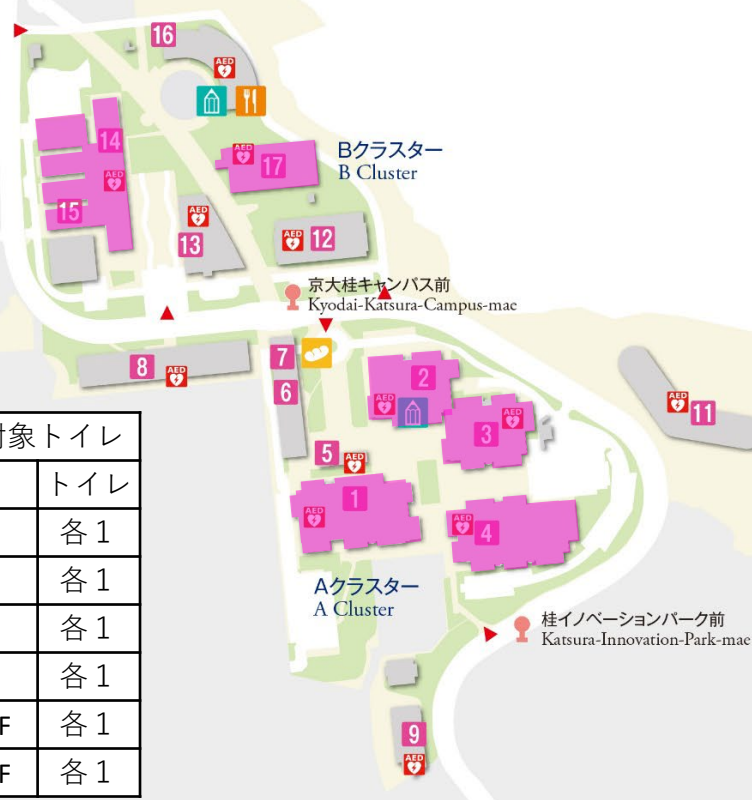 16
AED
14
AED
15
AED
17
Bクラスター
B Cluster
AED
13
AED
12
京大桂キャンパス前
Kyodai-Katsura-Campus-mae
8
AED
7
6
2
AED
AED
3
AED
11
5
AED
1
AED
AED
4
Aクラスター
A Cluster
桂イノベーションパーク前
Katsura-Innovation-Park-mae
9
AED
対象トイレ
トイレ
各1
各1
各1
各1
F 各1
F 各1